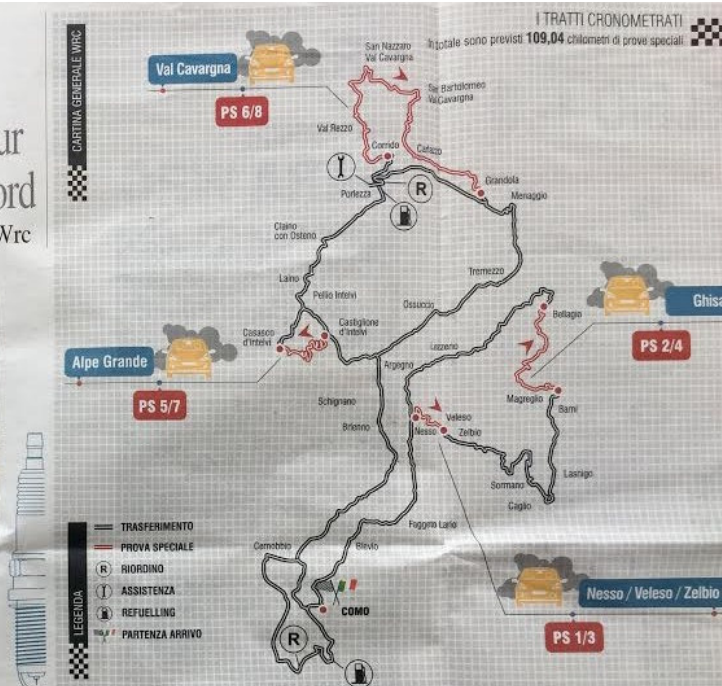 ur
ord
Wrc
CARTINA GENERALE WRC
I TRATTI CRONOMETRATI
In totale sono previsti 109,04 chilometri di prove speciali
Val Cavargna
PS 6/8
San Nazzaro
Val Cavargna
San Bartolomeo
Val Cavargna
Val Rezzo
Corrido
Cusino
Grandola
R
Porlezza
Menaggio
Claino
con Osteno
Laino
Pellio Intelvi
Tremezzo
Ossuccio
Ghisa
Bellagio
PS 2/4
Casasco
d'Intelvi
Castiglione
d'Intelvi
Alpe Grande
PS 5/7
Lezzeno
Argegno
Magreglio
Barni
Schignano
Brienno
Nesso
Veleso
Zelbio
Lasnigo
Sormano
Caglio
Faggeto Lario
Cernobbio
Blevio
COMO
R
Nesso / Veleso / Zelbio
PS 1/3
LEGENDA
TRASFERIMENTO
PROVA SPECIALE
R RIORDINO
ASSISTENZA
REFUELLING
PARTENZA ARRIVO